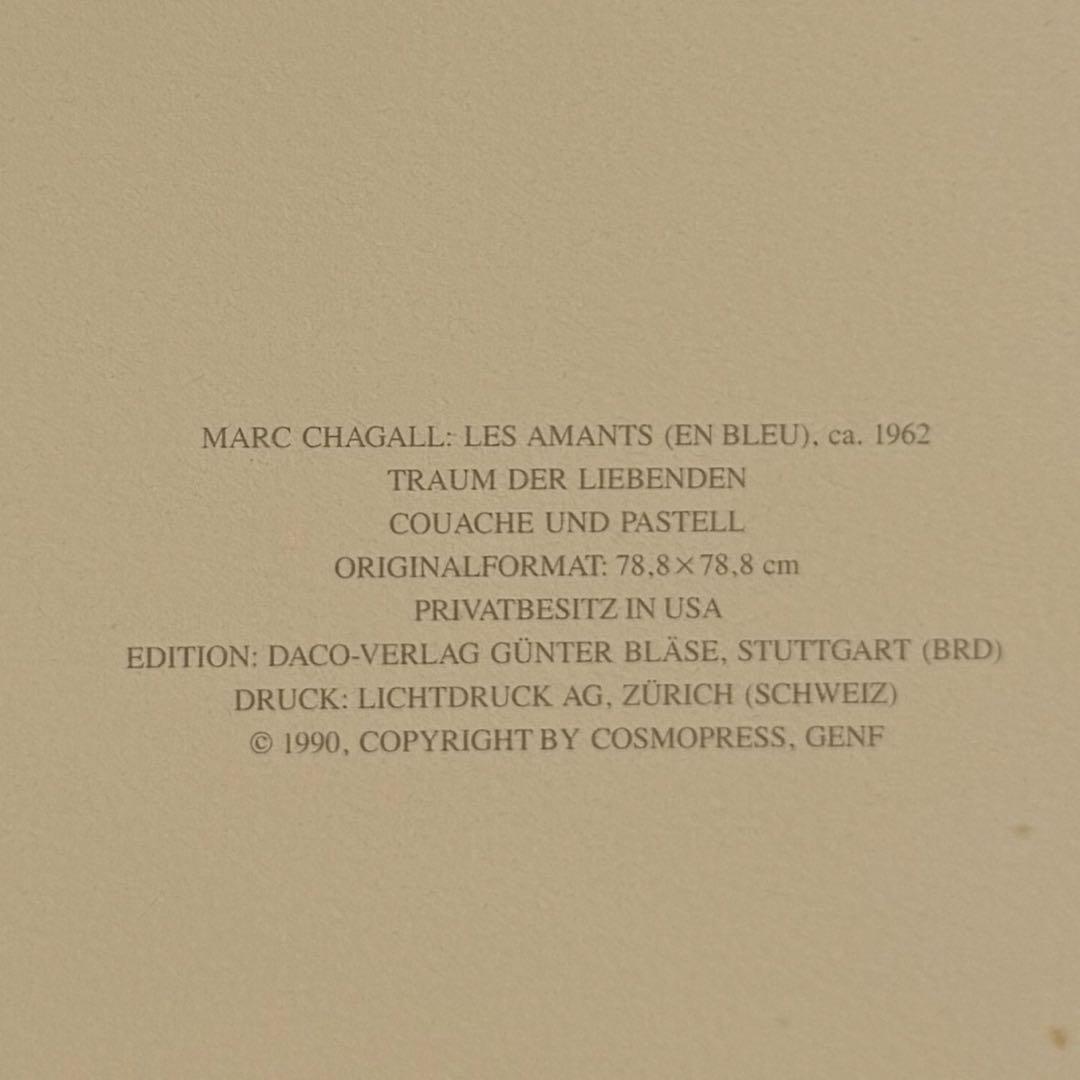 MARC CHAGALL: LES AMANTS (EN BLEU), ca. 1962
TRAUM DER LIEBENDEN
COUACHE UND PASTELL
ORIGINALFORMAT: 78,8×78,8 cm
PRIVATBESITZ IN USA
EDITION: DACO-VERLAG GÜNTER BLÄSE, STUTTGART (BRD)
DRUCK: LICHTDRUCK AG, ZÜRICH (SCHWEIZ)
© 1990, COPYRIGHT BY COSMOPRESS, GENF